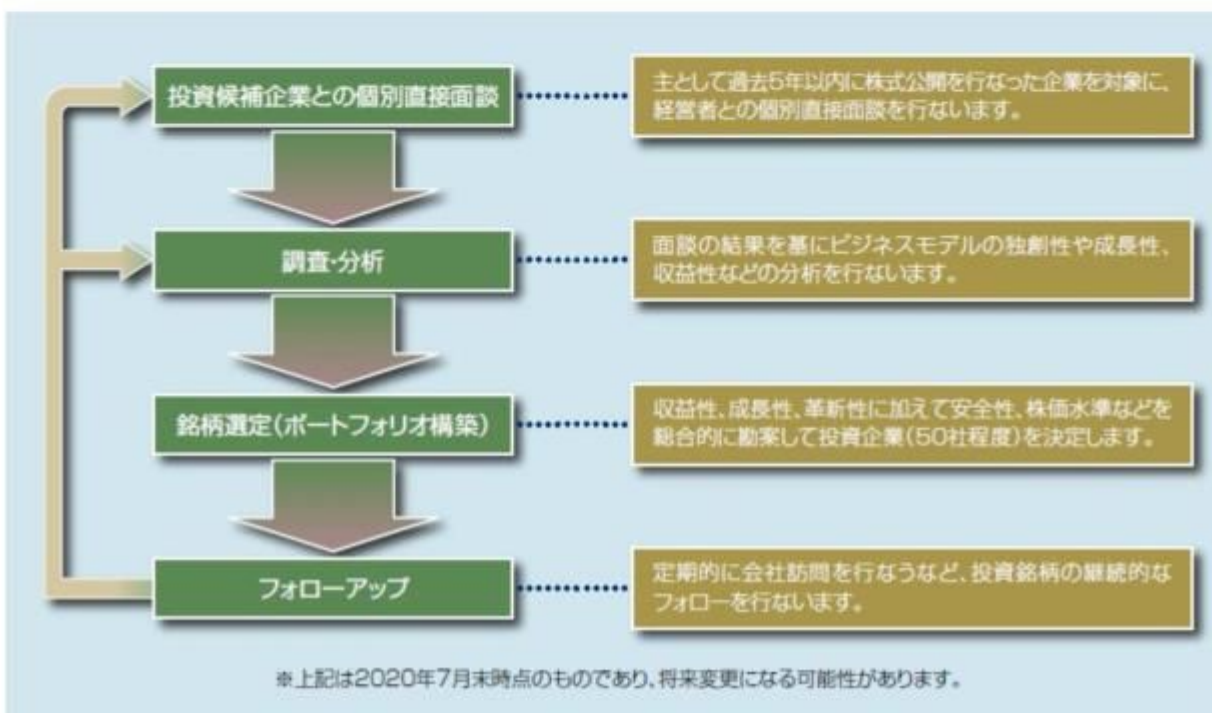 投資候補企業との個別直接面談
主として過去5年以内に株式公開を行なった企業を対象に、
経営者との個別直接面談を行ないます。
調査・分析
面談の結果を基にビジネスモデルの独創性や成長性、
収益性などの分析を行ないます。
銘柄選定(ポートフォリオ構築)
収益性、成長性、革新性に加えて安全性、株価水準などを
総合的に勘案して投資企業(50社程度)を決定します。
フォローアップ
定期的に会社訪問を行なうなど、投資銘柄の継続的な
フォローを行ないます。
※上記は2020年7月末時点のものであり、将来変更になる可能性があります。